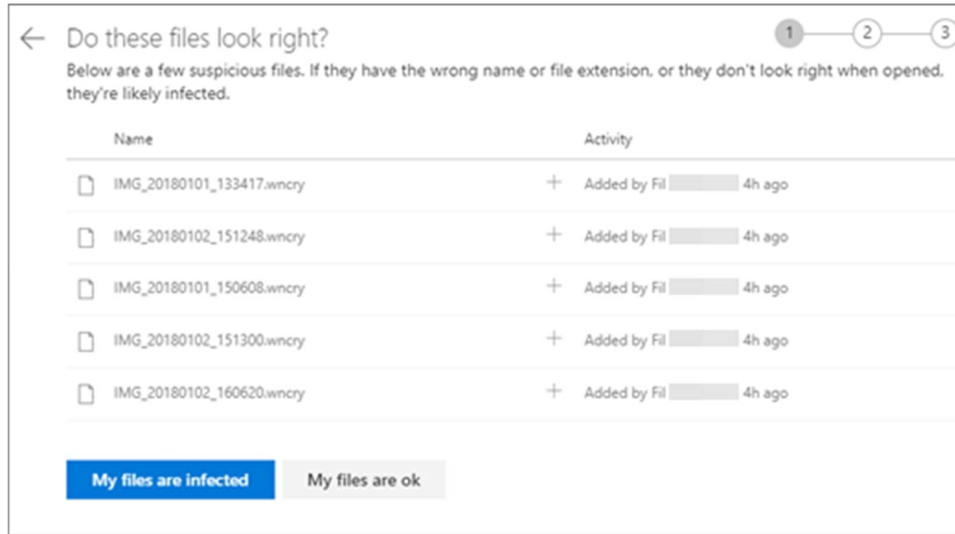 Do these files look right?
1 2 3
Below are a few suspicious files. If they have the wrong name or file extension, or they don't look right when opened,
they're likely infected.
Name Activity
IMG_20180101_133417.wncry Added by Fil 4h ago
IMG_20180102_151248.wncry Added by Fil 4h ago
IMG_20180101_150608.wncry Added by Fil 4h ago
IMG_20180102_151300.wncry Added by Fil 4h ago
IMG_20180102_160620.wncry Added by Fil 4h ago
My files are infected My files are ok